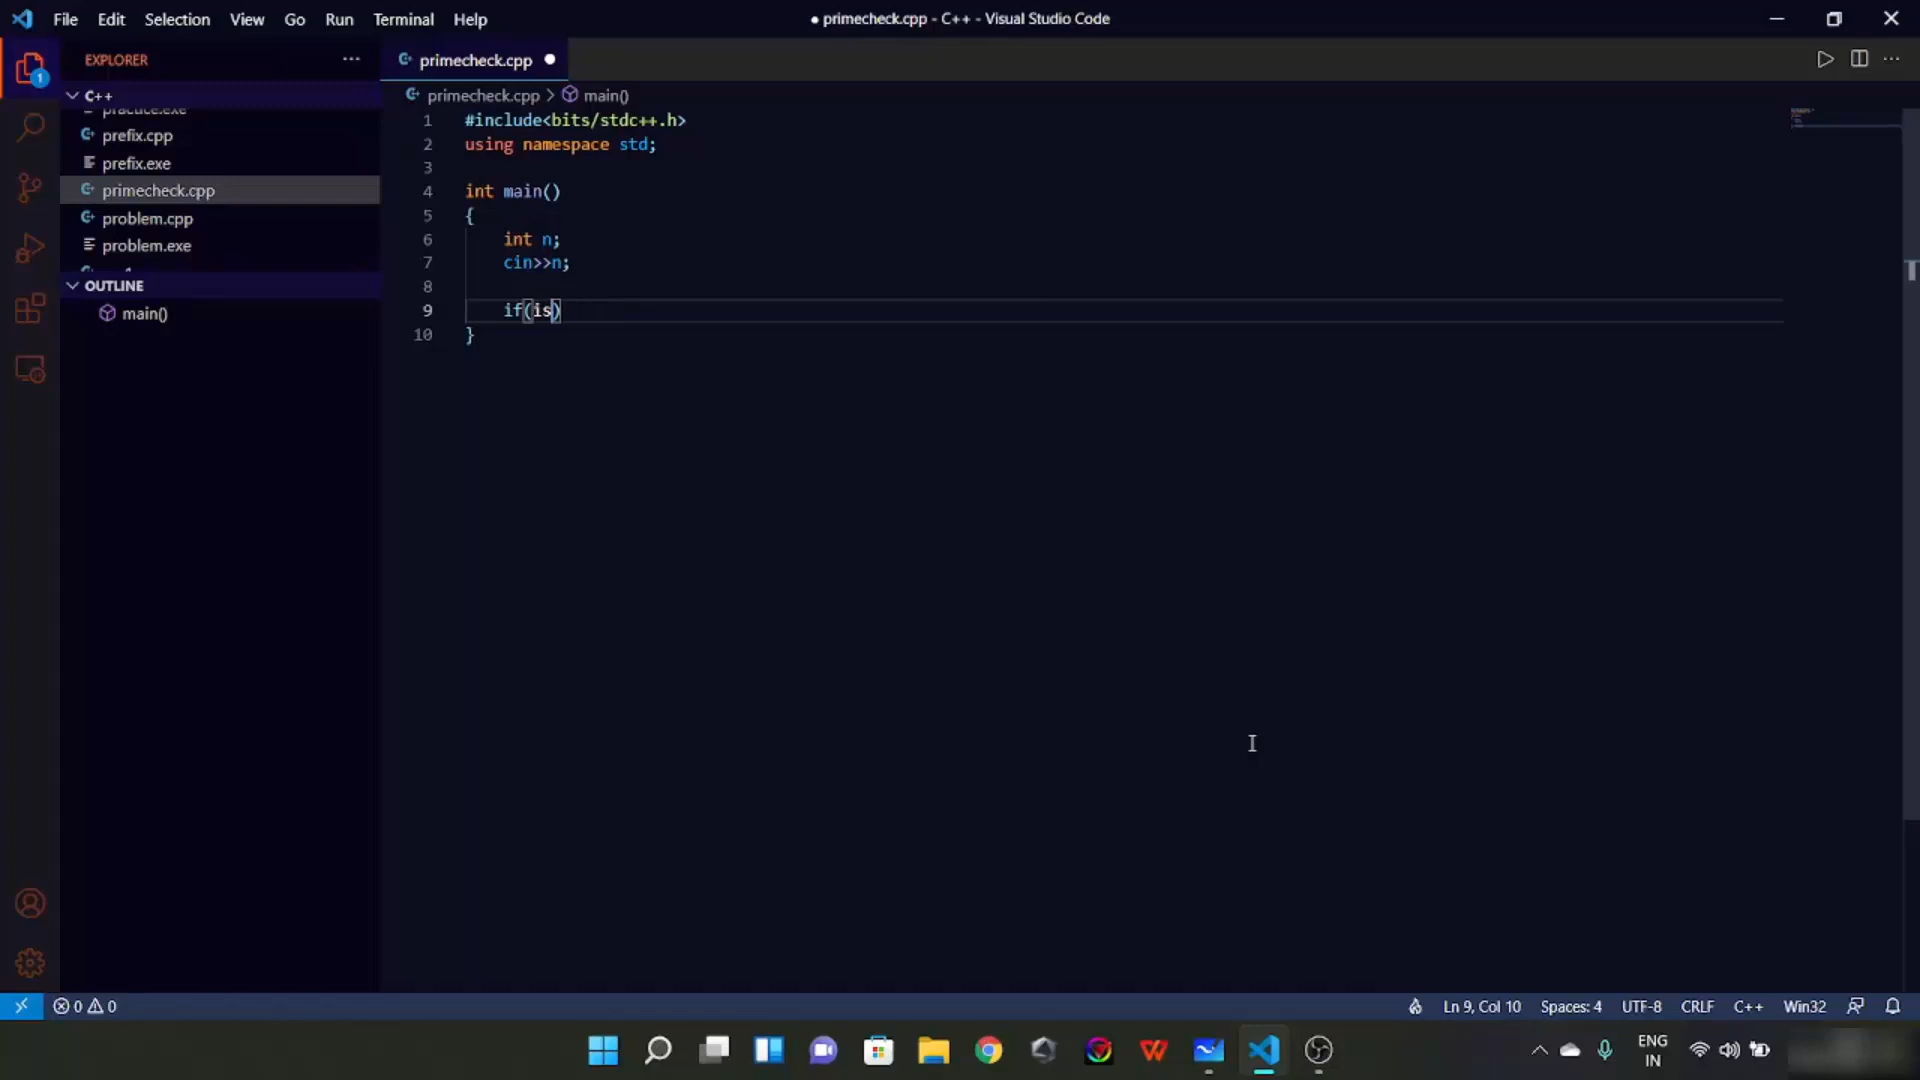 File Edit Selection View Go Run Terminal Help
● primecheck.cpp - C++ - Visual Studio Code
EXPLORER
primecheck.cpp
1
C++
primecheck.cpp > main()
practice.exe
prefix.cpp
prefix.exe
primecheck.cpp
problem.cpp
problem.exe
OUTLINE
main()
1 #include<bits/stdc++.h>
2 using namespace std;
3
4 int main()
5 {
6 int n;
7 cin>>n;
8
9 if(is)
10 }
0 0
Ln 9, Col 10 Spaces: 4 UTF-8 CRLF C++ Win32
ENG
IN